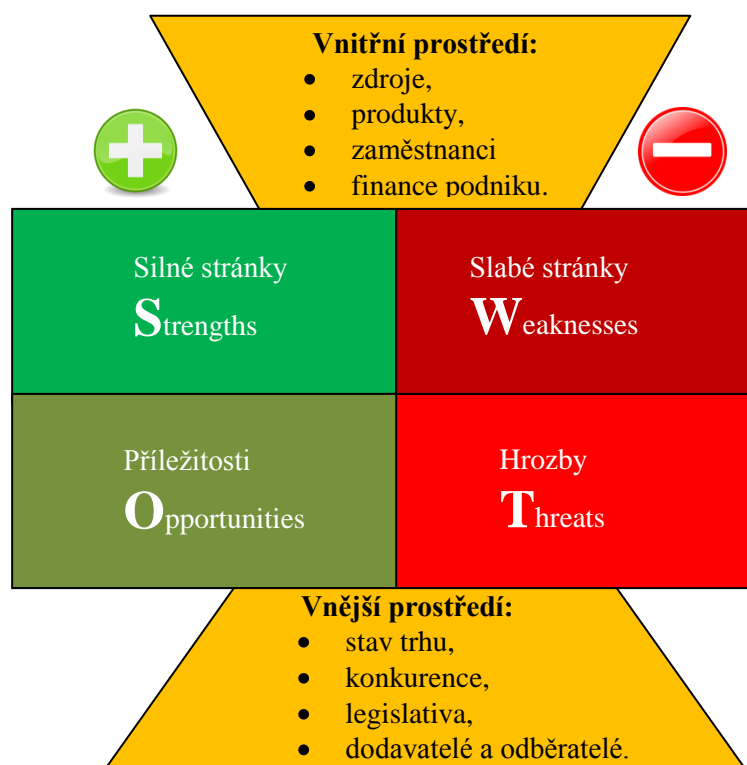 Vnitřní prostředí:
• zdroje,
• produkty,
• zaměstnanci
• finance podniku.
Silné stránky
Strengths
Slabé stránky
Weaknesses
Příležitosti
Opportunities
Hrozby
Threats
Vnější prostředí:
• stav trhu,
• konkurence,
• legislativa,
• dodavatelé a odběratelé.